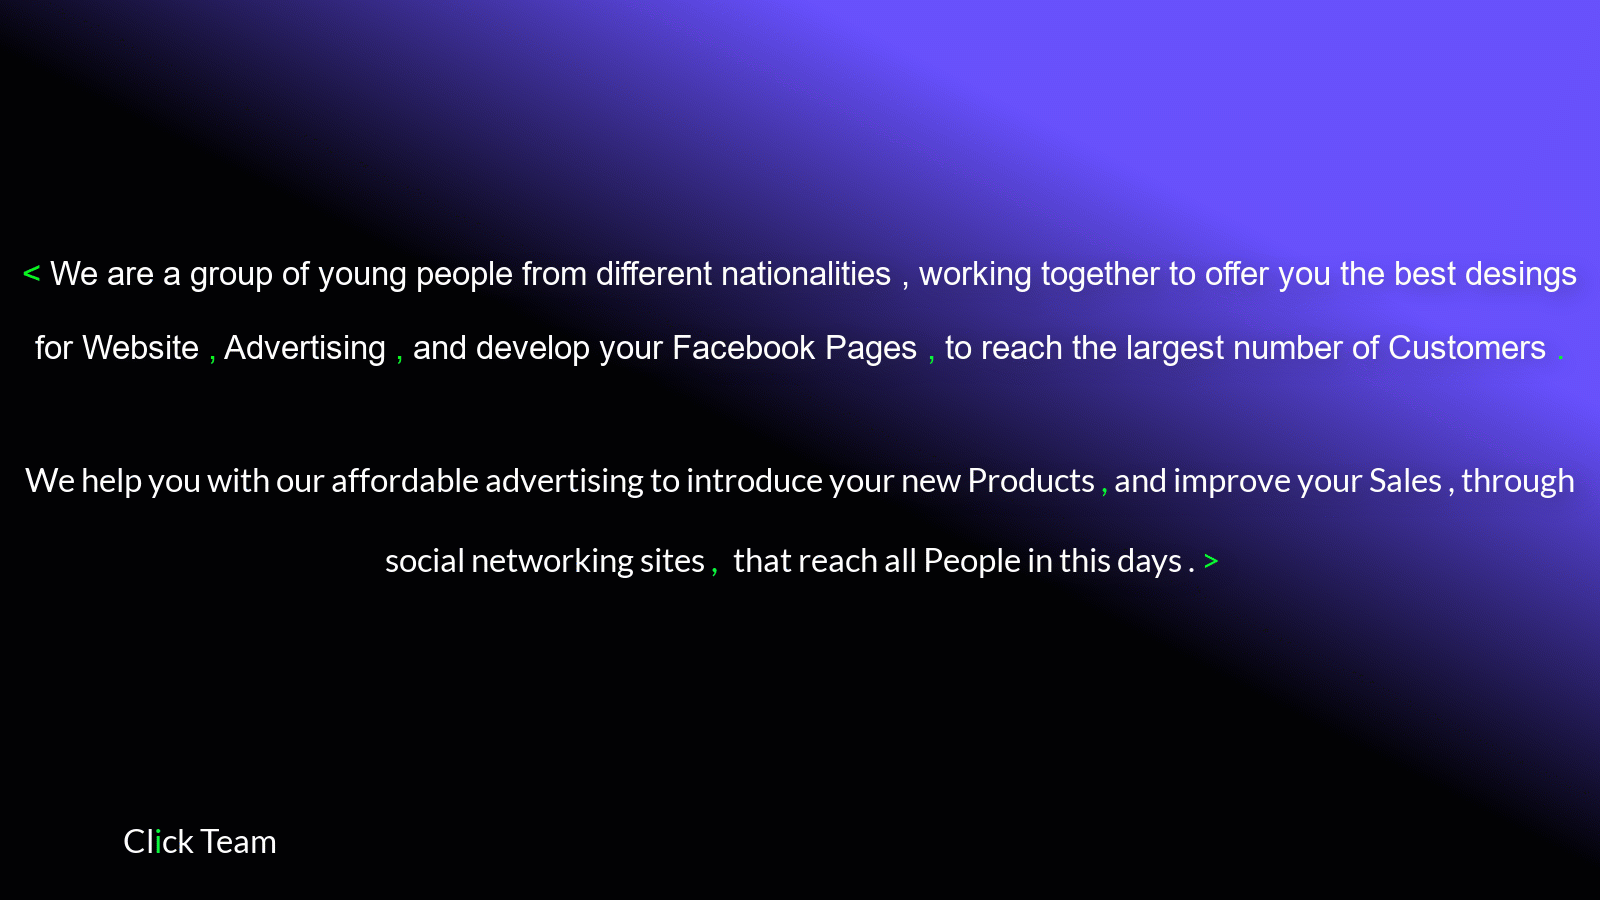 < We are a group of young people from different nationalities , working together to offer you the best desings
for Website , Advertising , and develop your Facebook Pages , to reach the largest number of Customers .
We help you with our affordable advertising to introduce your new Products , and improve your Sales , through
social networking sites ,  that reach all People in this days . >
Click Team